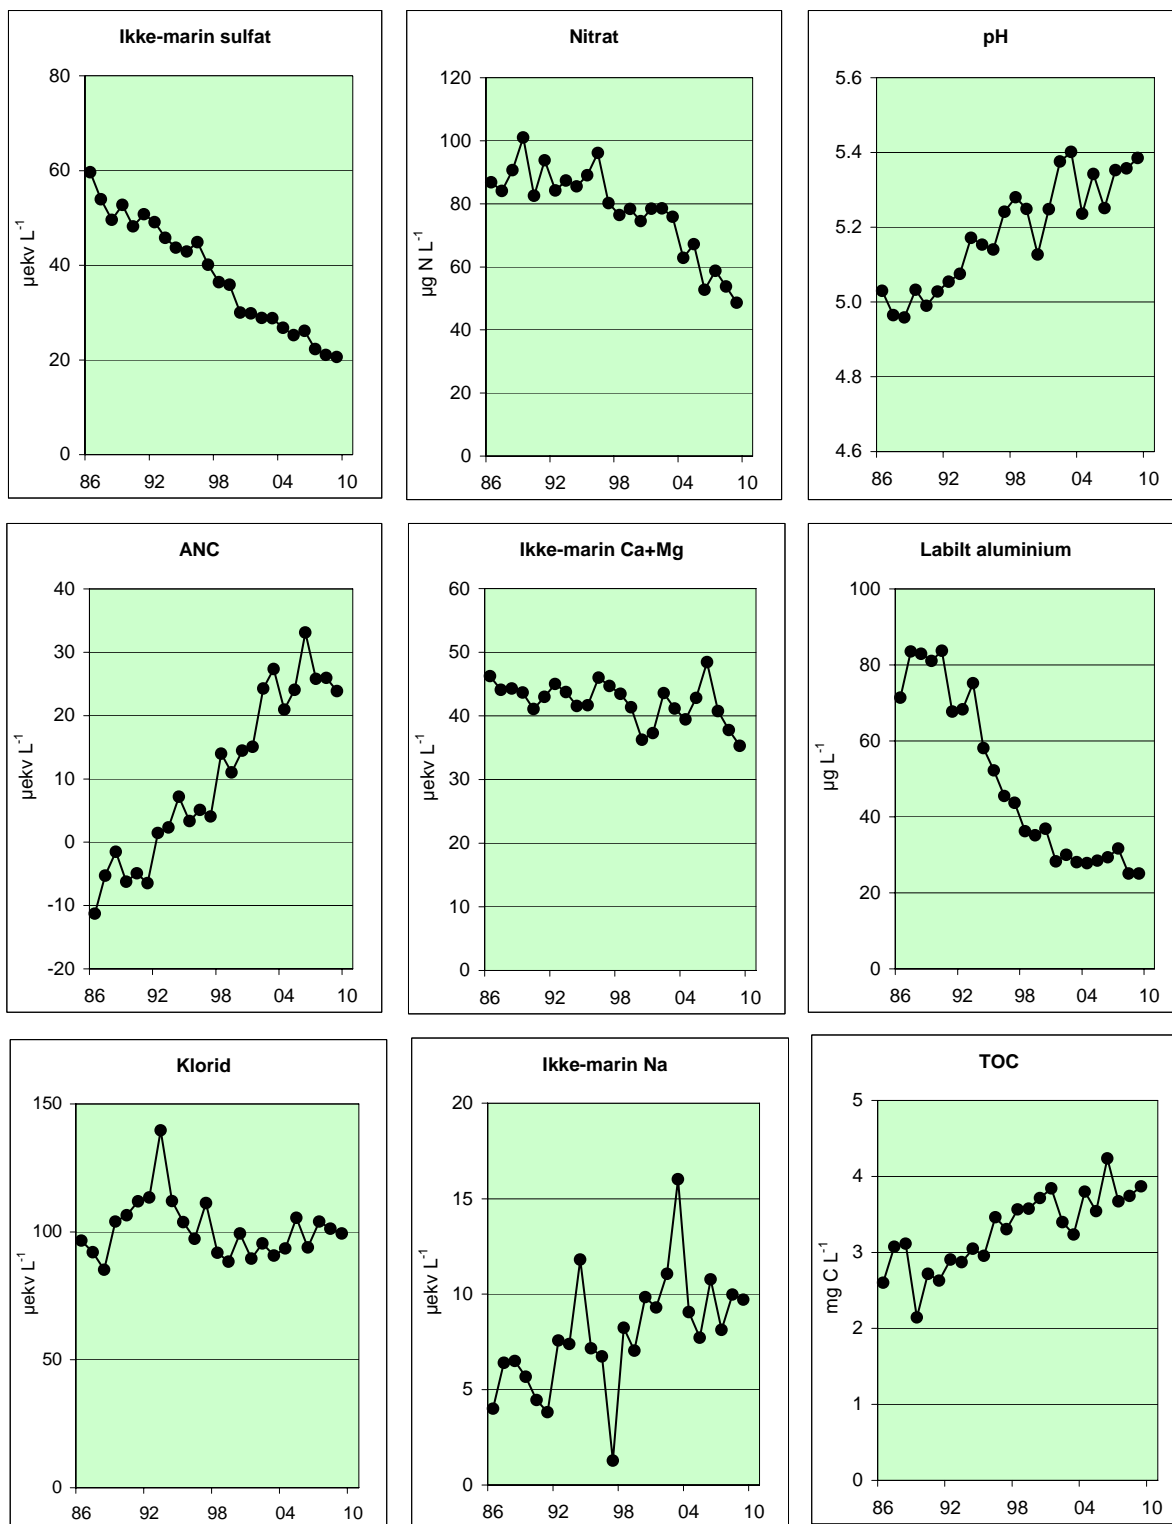 Ikke-marin sulfat
µekv L⁻¹
80
60
40
20
0
86 92 98 04 10
Nitrat
µg N L⁻¹
120
100
80
60
40
20
0
86 92 98 04 10
pH
5.6
5.4
5.2
5.0
4.8
4.6
86 92 98 04 10
ANC
µekv L⁻¹
40
30
20
10
0
-10
-20
86 92 98 04 10
Ikke-marin Ca+Mg
µekv L⁻¹
60
50
40
30
20
10
0
86 92 98 04 10
Labilt aluminium
µg L⁻¹
100
80
60
40
20
0
86 92 98 04 10
Klorid
µekv L⁻¹
150
100
50
0
86 92 98 04 10
Ikke-marin Na
µekv L⁻¹
20
15
10
5
0
86 92 98 04 10
TOC
mg C L⁻¹
5
4
3
2
1
0
86 92 98 04 10